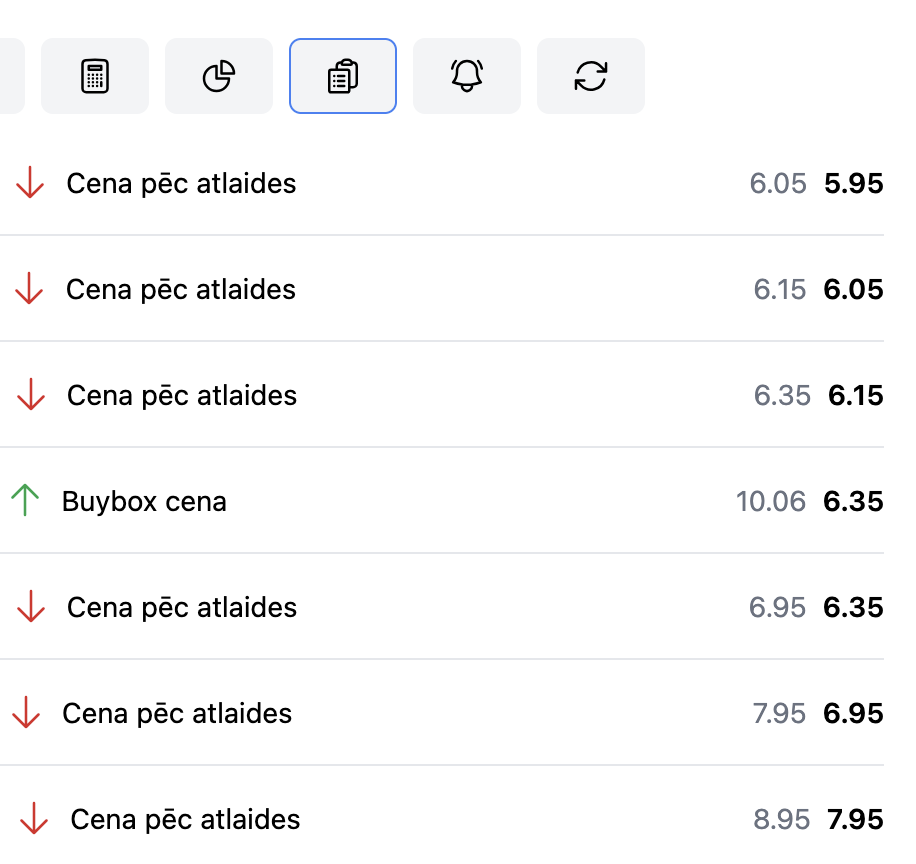 Cena pēc atlaides 6.05 5.95
Cena pēc atlaides 6.15 6.05
Cena pēc atlaides 6.35 6.15
Buybox cena 10.06 6.35
Cena pēc atlaides 6.95 6.35
Cena pēc atlaides 7.95 6.95
Cena pēc atlaides 8.95 7.95